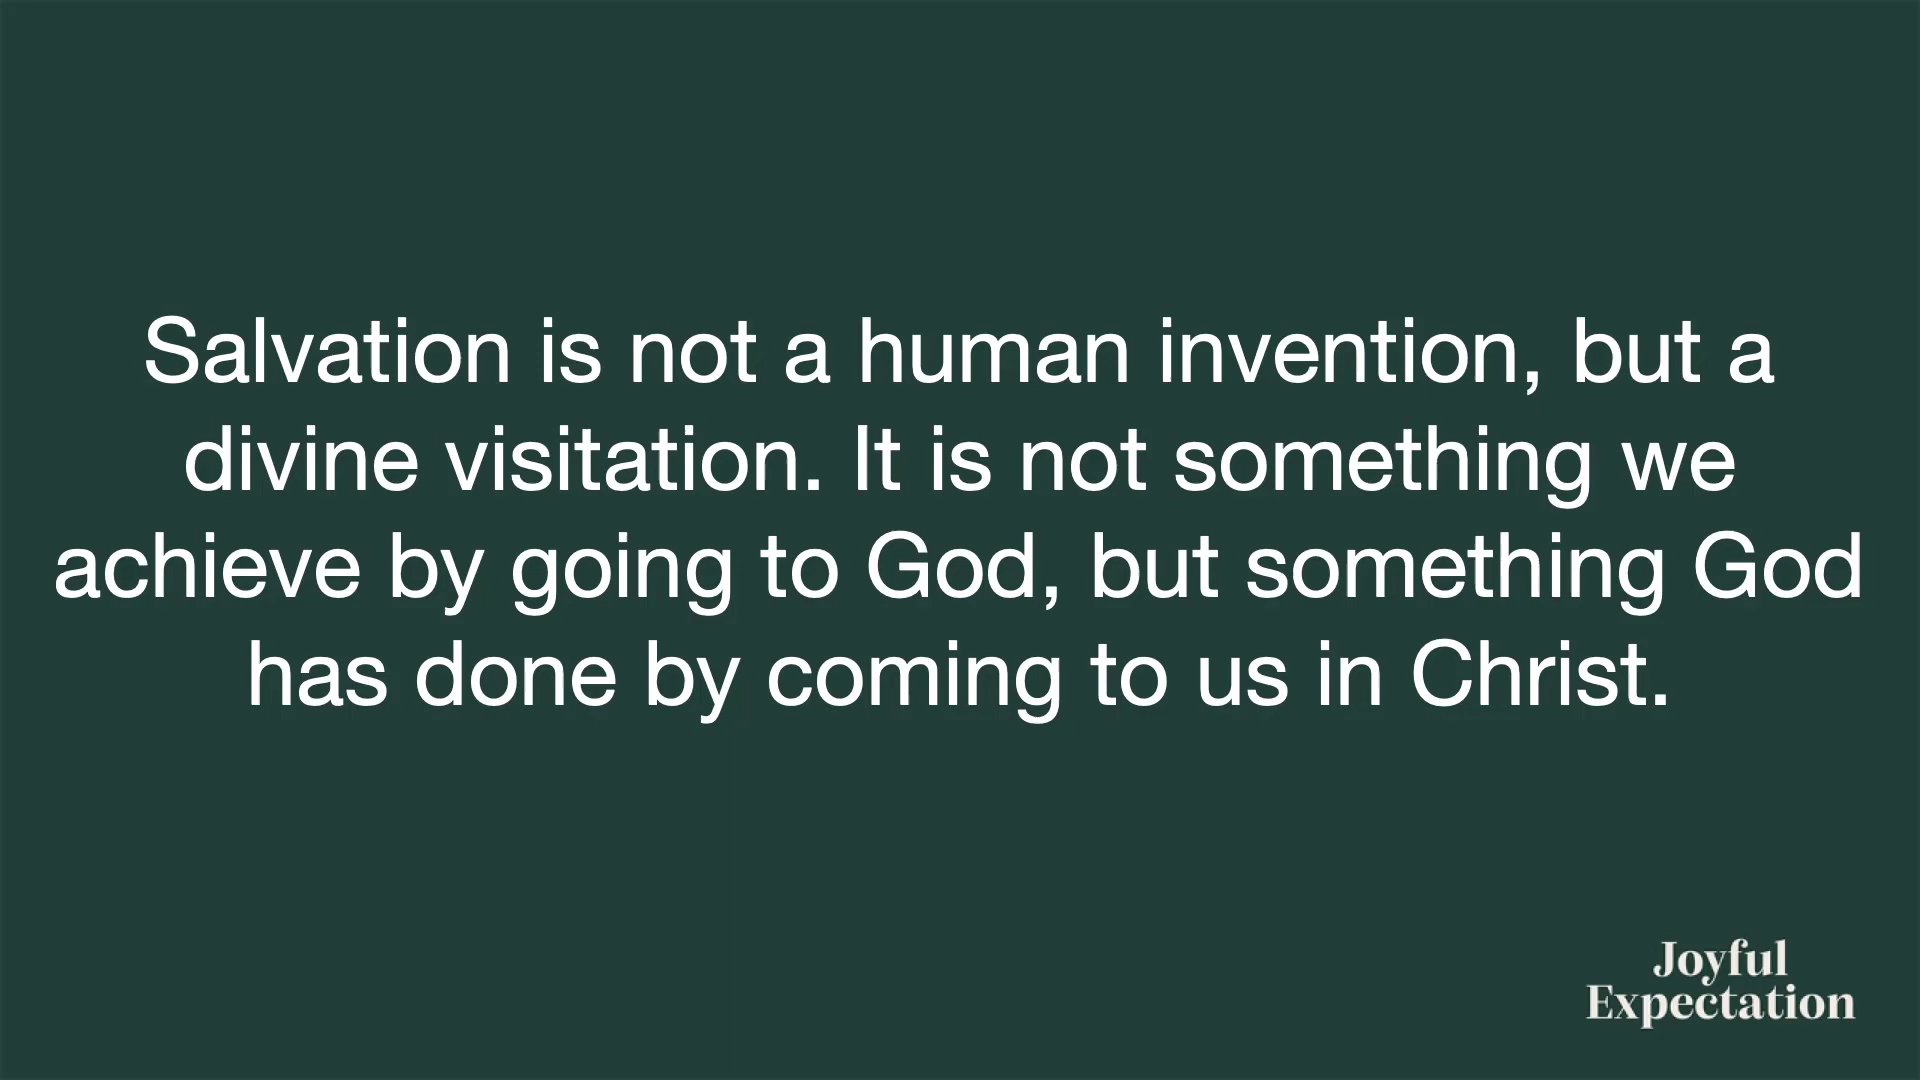 Salvation is not a human invention, but a
divine visitation. It is not something we
achieve by going to God, but something God
has done by coming to us in Christ.
Joyful
Expectation